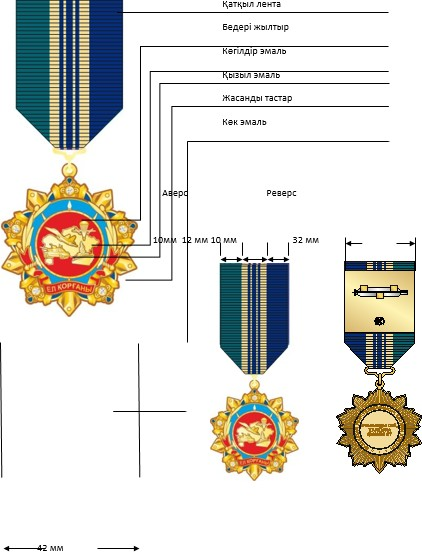 Қатқыл лента
Бедері жылтыр
Көгілдір эмаль
Қызыл эмаль
Жасанды тастар
Көк эмаль
Аверс
Реверс
10мм 12 мм 10 мм
32 мм
ЕЛ ҚОРҒАНЫ
42 мм